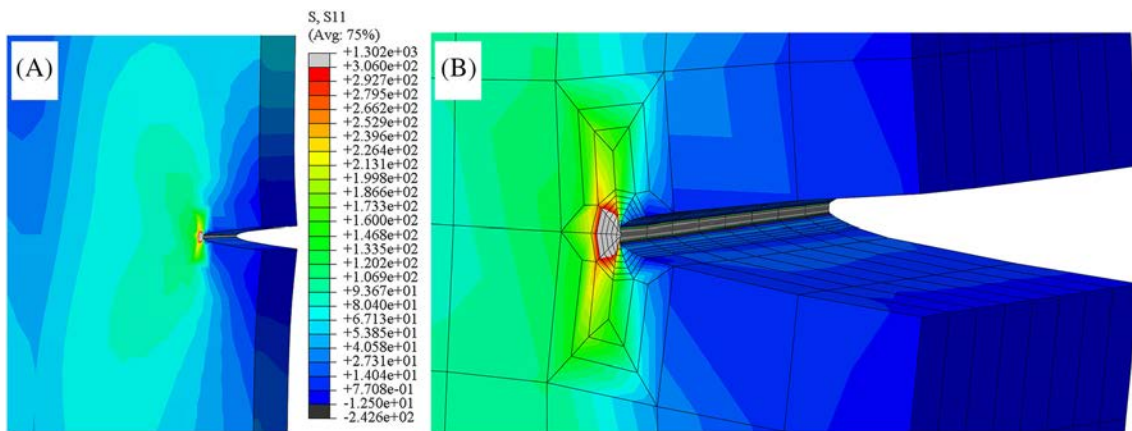 (A)
S, S11
(Avg: 75%)
+1.302e+03
+3.060e+02
+2.927e+02
+2.795e+02
+2.662e+02
+2.529e+02
+2.396e+02
+2.264e+02
+2.131e+02
+1.998e+02
+1.866e+02
+1.733e+02
+1.600e+02
+1.468e+02
+1.335e+02
+1.202e+02
+1.069e+02
+9.367e+01
+8.040e+01
+6.713e+01
+5.385e+01
+4.058e+01
+2.731e+01
+1.404e+01
+7.708e-01
-1.250e+01
-2.426e+02
(B)